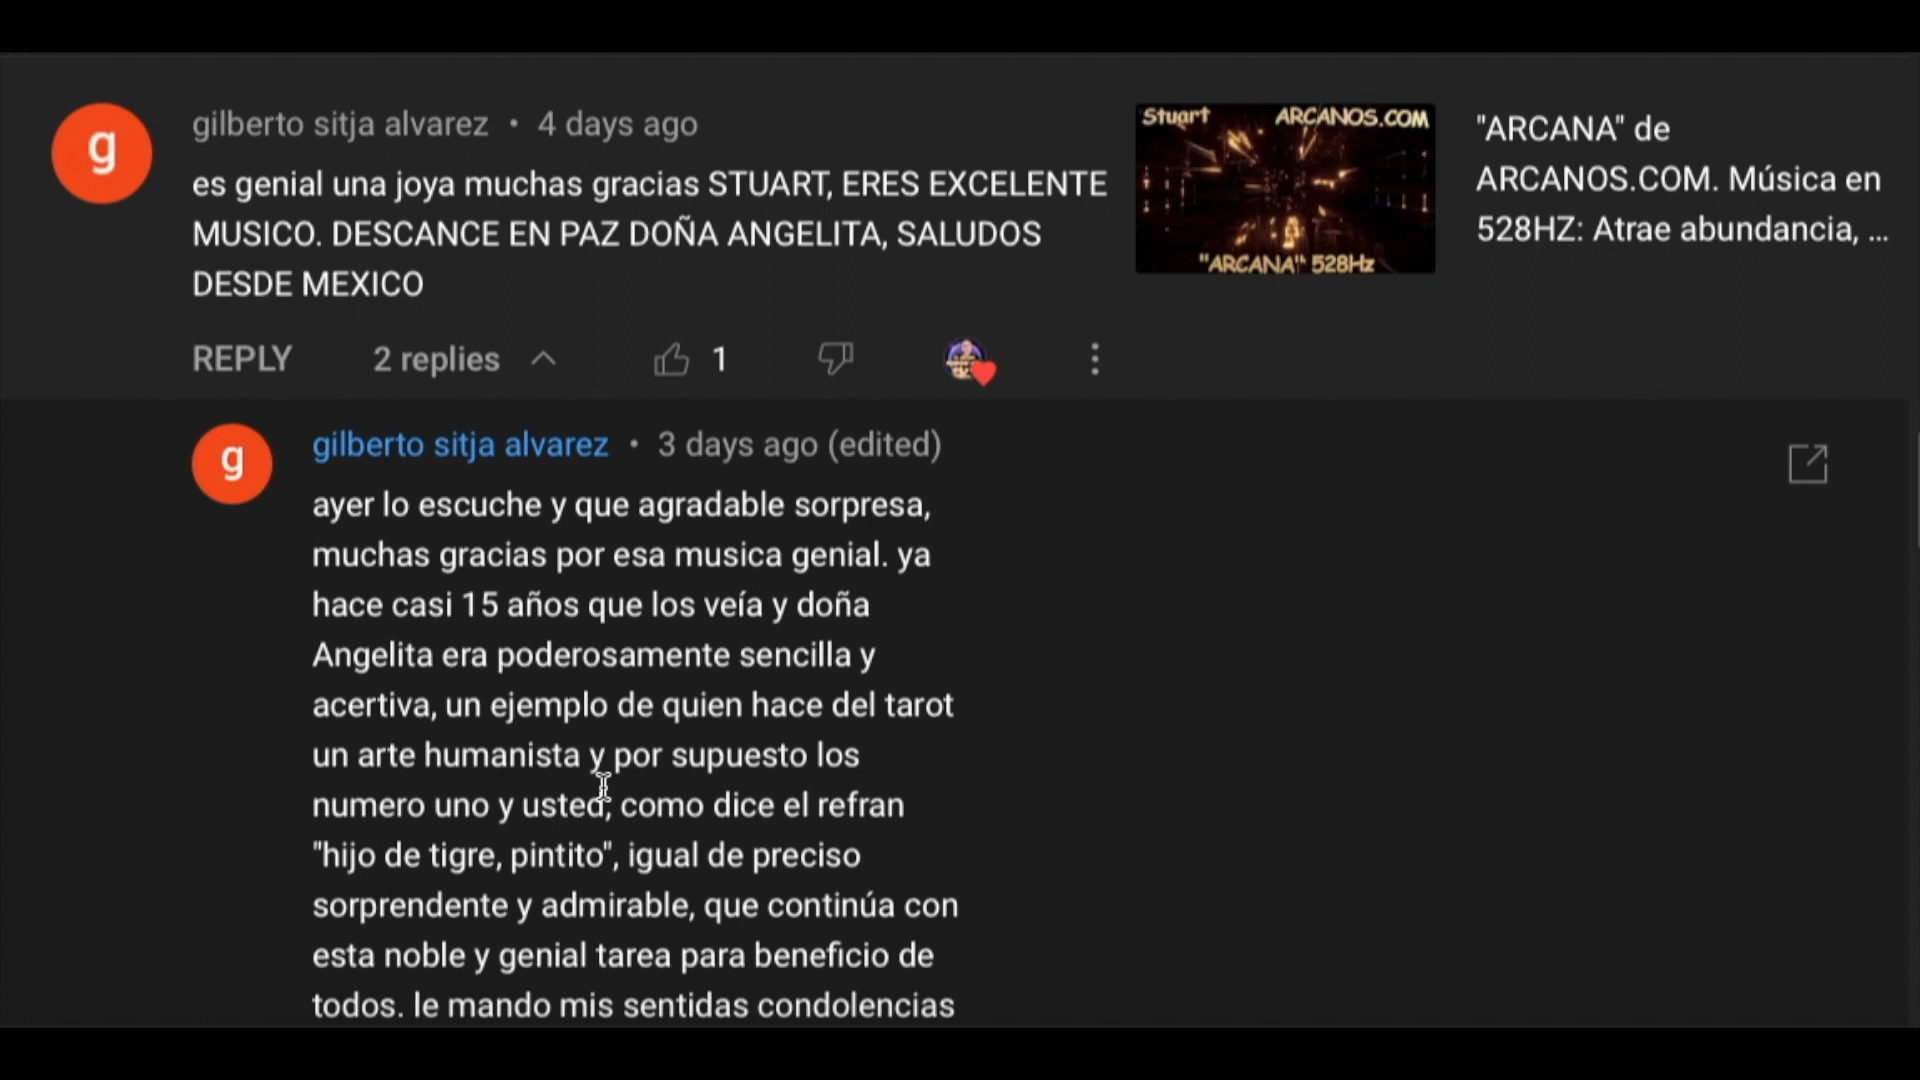 g
gilberto sitja alvarez • 4 days ago
es genial una joya muchas gracias STUART, ERES EXCELENTE
MUSICO. DESCANCE EN PAZ DOÑA ANGELITA, SALUDOS
DESDE MEXICO
Stuart ARCANOS.COM
"ARCANA" 528Hz
"ARCANA" de
ARCANOS.COM. Música en
528HZ: Atrae abundancia, ...
REPLY 2 replies 1
g
gilberto sitja alvarez • 3 days ago (edited)
ayer lo escuche y que agradable sorpresa,
muchas gracias por esa musica genial. ya
hace casi 15 años que los veía y doña
Angelita era poderosamente sencilla y
acertiva, un ejemplo de quien hace del tarot
un arte humanista y por supuesto los
numero uno y usted, como dice el refran
"hijo de tigre, pintito", igual de preciso
sorprendente y admirable, que continúa con
esta noble y genial tarea para beneficio de
todos. le mando mis sentidas condolencias